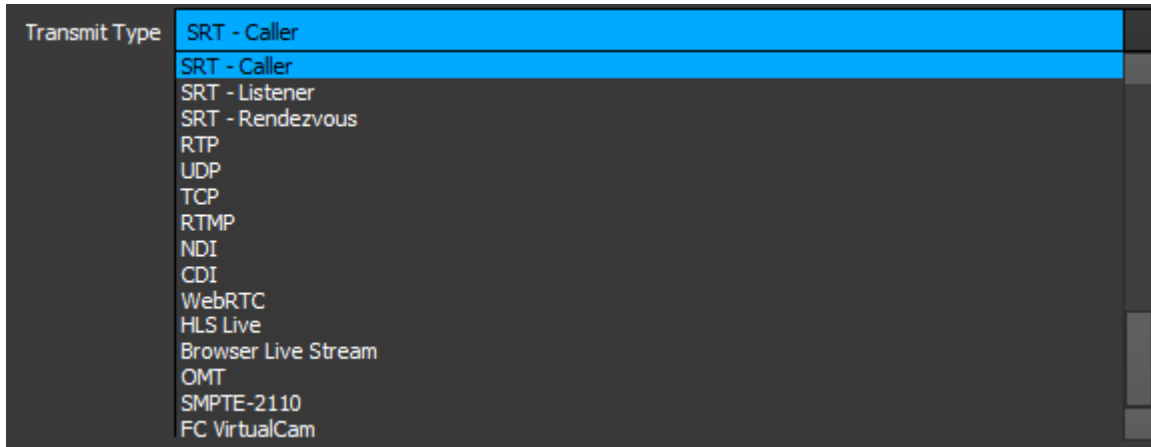 Transmit Type SRT - Caller
SRT - Caller
SRT - Listener
SRT - Rendezvous
RTP
UDP
TCP
RTMP
NDI
CDI
WebRTC
HLS Live
Browser Live Stream
OMT
SMPTE-2110
FC VirtualCam